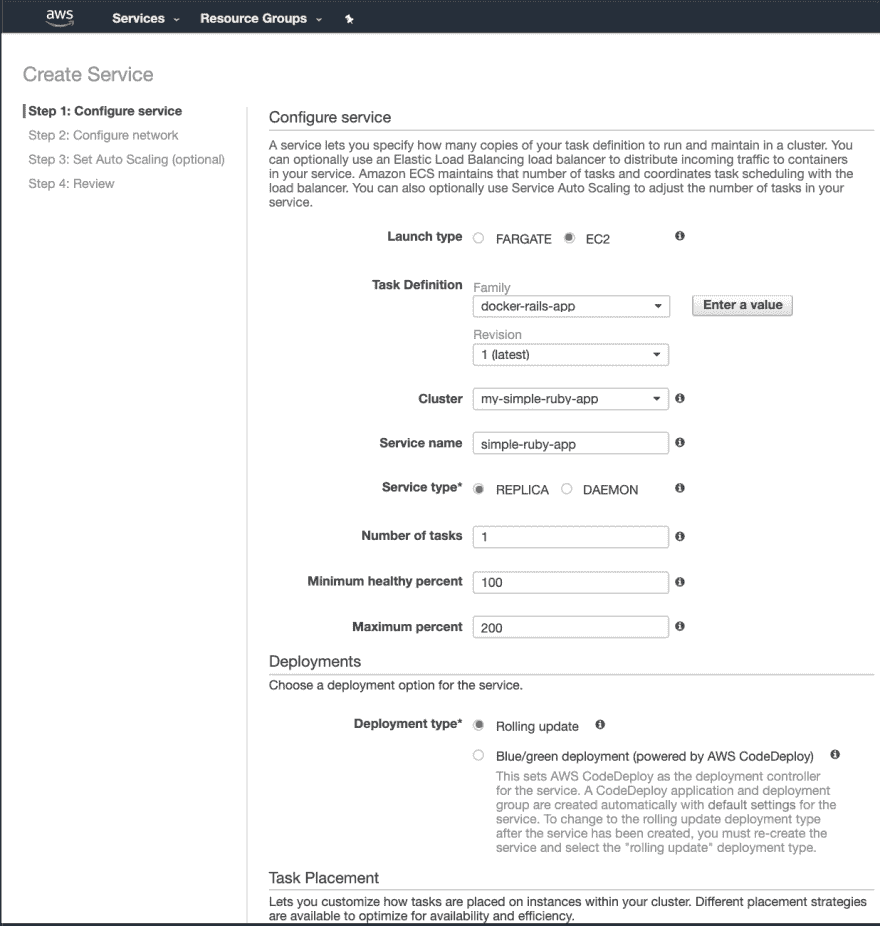 aws Services Resource Groups
Create Service
Step 1: Configure service
Step 2: Configure network
Step 3: Set Auto Scaling (optional)
Step 4: Review
Configure service
A service lets you specify how many copies of your task definition to run and maintain in a cluster. You
can optionally use an Elastic Load Balancing load balancer to distribute incoming traffic to containers
in your service. Amazon ECS maintains that number of tasks and coordinates task scheduling with the
load balancer. You can also optionally use Service Auto Scaling to adjust the number of tasks in your
service.
Launch type FARGATE EC2
Task Definition Family
docker-rails-app Enter a value
Revision
1 (latest)
Cluster my-simple-ruby-app
Service name simple-ruby-app
Service type* REPLICA DAEMON
Number of tasks 1
Minimum healthy percent 100
Maximum percent 200
Deployments
Choose a deployment option for the service.
Deployment type* Rolling update
Blue/green deployment (powered by AWS CodeDeploy)
This sets AWS CodeDeploy as the deployment controller
for the service. A CodeDeploy application and deployment
group are created automatically with default settings for the
service. To change to the rolling update deployment type
after the service has been created, you must re-create the
service and select the "rolling update" deployment type.
Task Placement
Lets you customize how tasks are placed on instances within your cluster. Different placement strategies
are available to optimize for availability and efficiency.